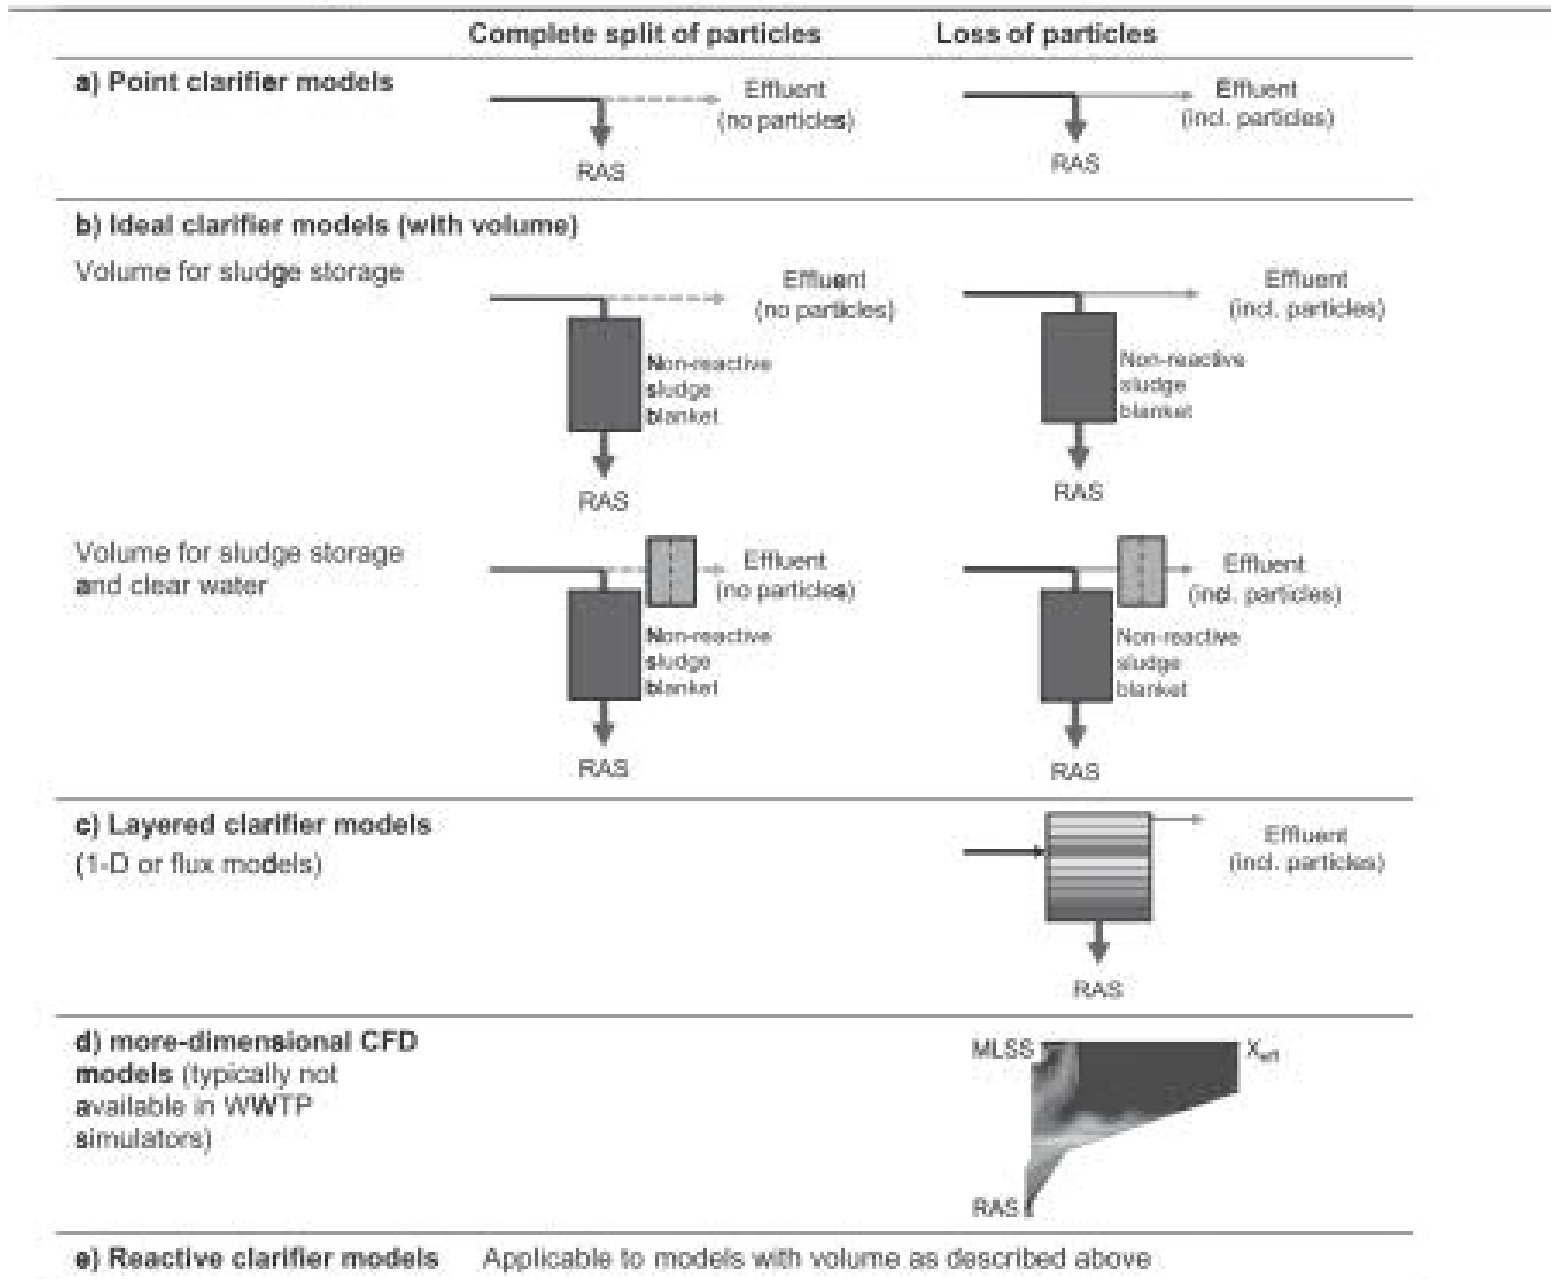 Complete split of particles
Loss of particles
a) Point clarifier models
Effluent
(no particles)
RAS
Effluent
(incl. particles)
RAS
b) Ideal clarifier models (with volume)
Volume for sludge storage
Effluent
(no particles)
Non-reactive
sludge
blanket
RAS
Effluent
(incl. particles)
Non-reactive
sludge
blanket
RAS
Volume for sludge storage
and clear water
Effluent
(no particles)
Non-reactive
sludge
blanket
RAS
Effluent
(incl. particles)
Non-reactive
sludge
blanket
RAS
c) Layered clarifier models
(1-D or flux models)
Effluent
(incl. particles)
RAS
d) more-dimensional CFD
models (typically not
available in WWTP
simulators)
MLSS
Xeff
RAS
e) Reactive clarifier models
Applicable to models with volume as described above